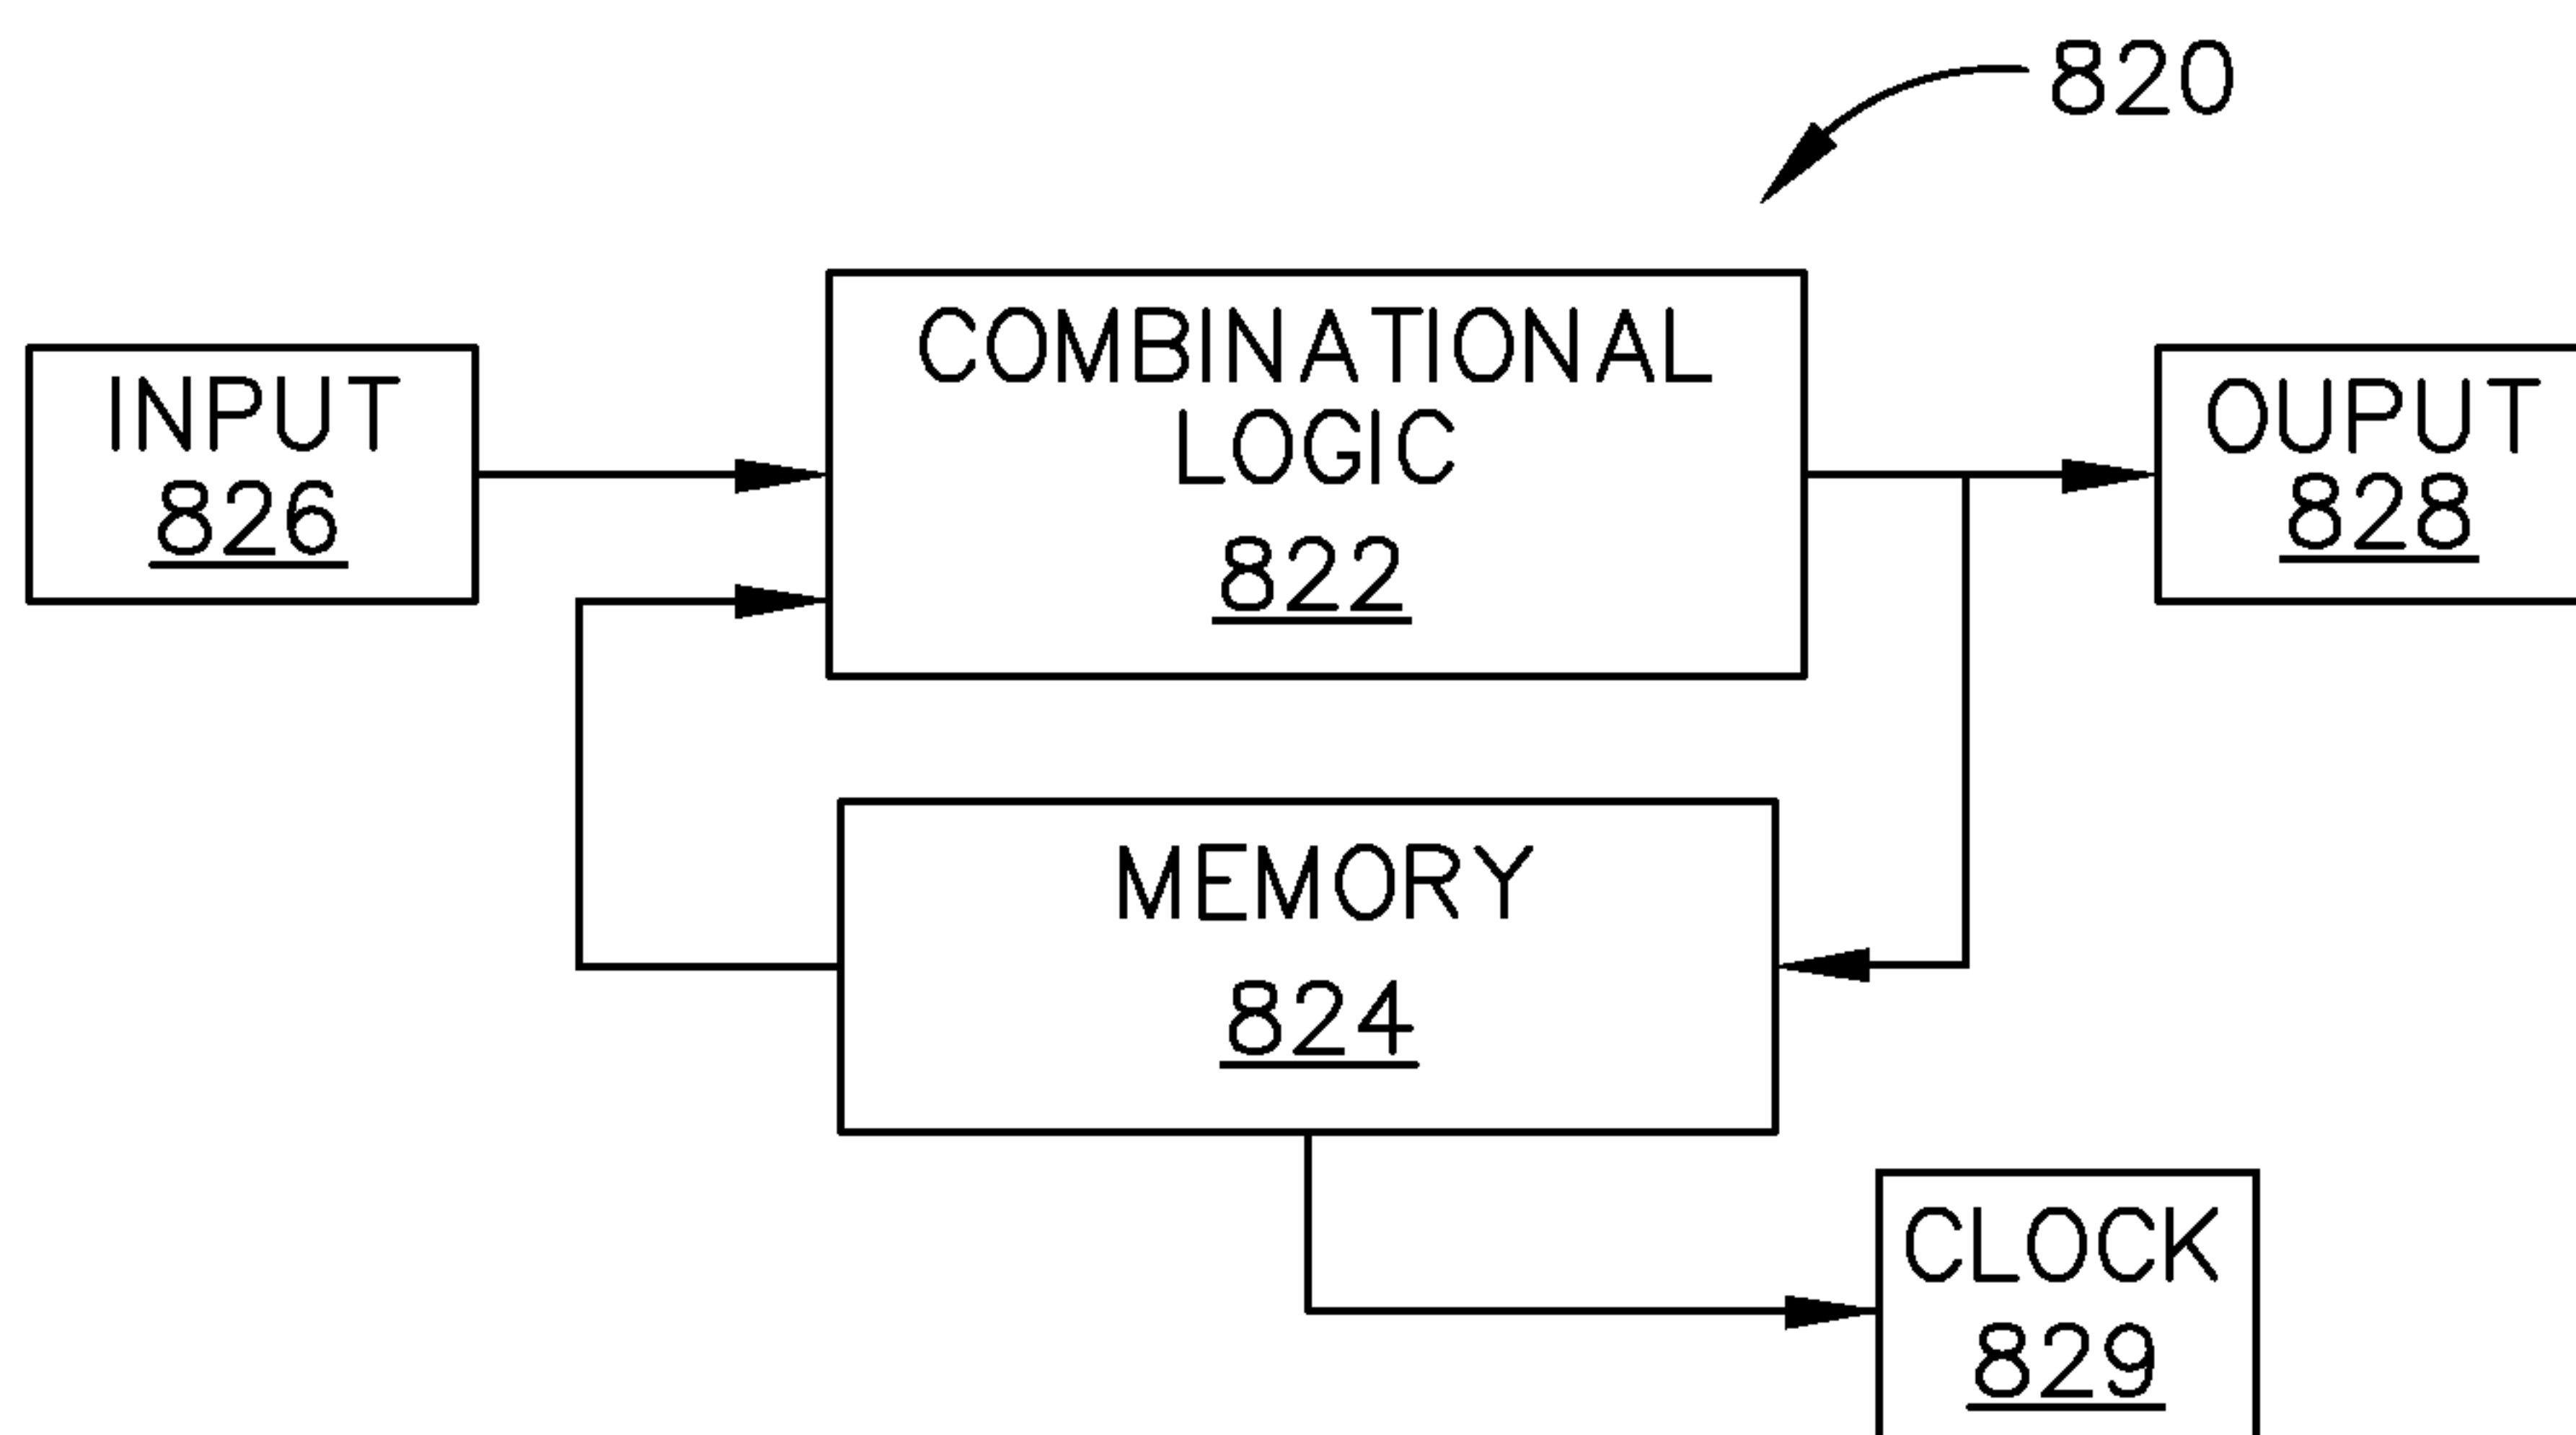 820
COMBINATIONAL
LOGIC
822
INPUT
826
OUPUT
828
MEMORY
824
CLOCK
829